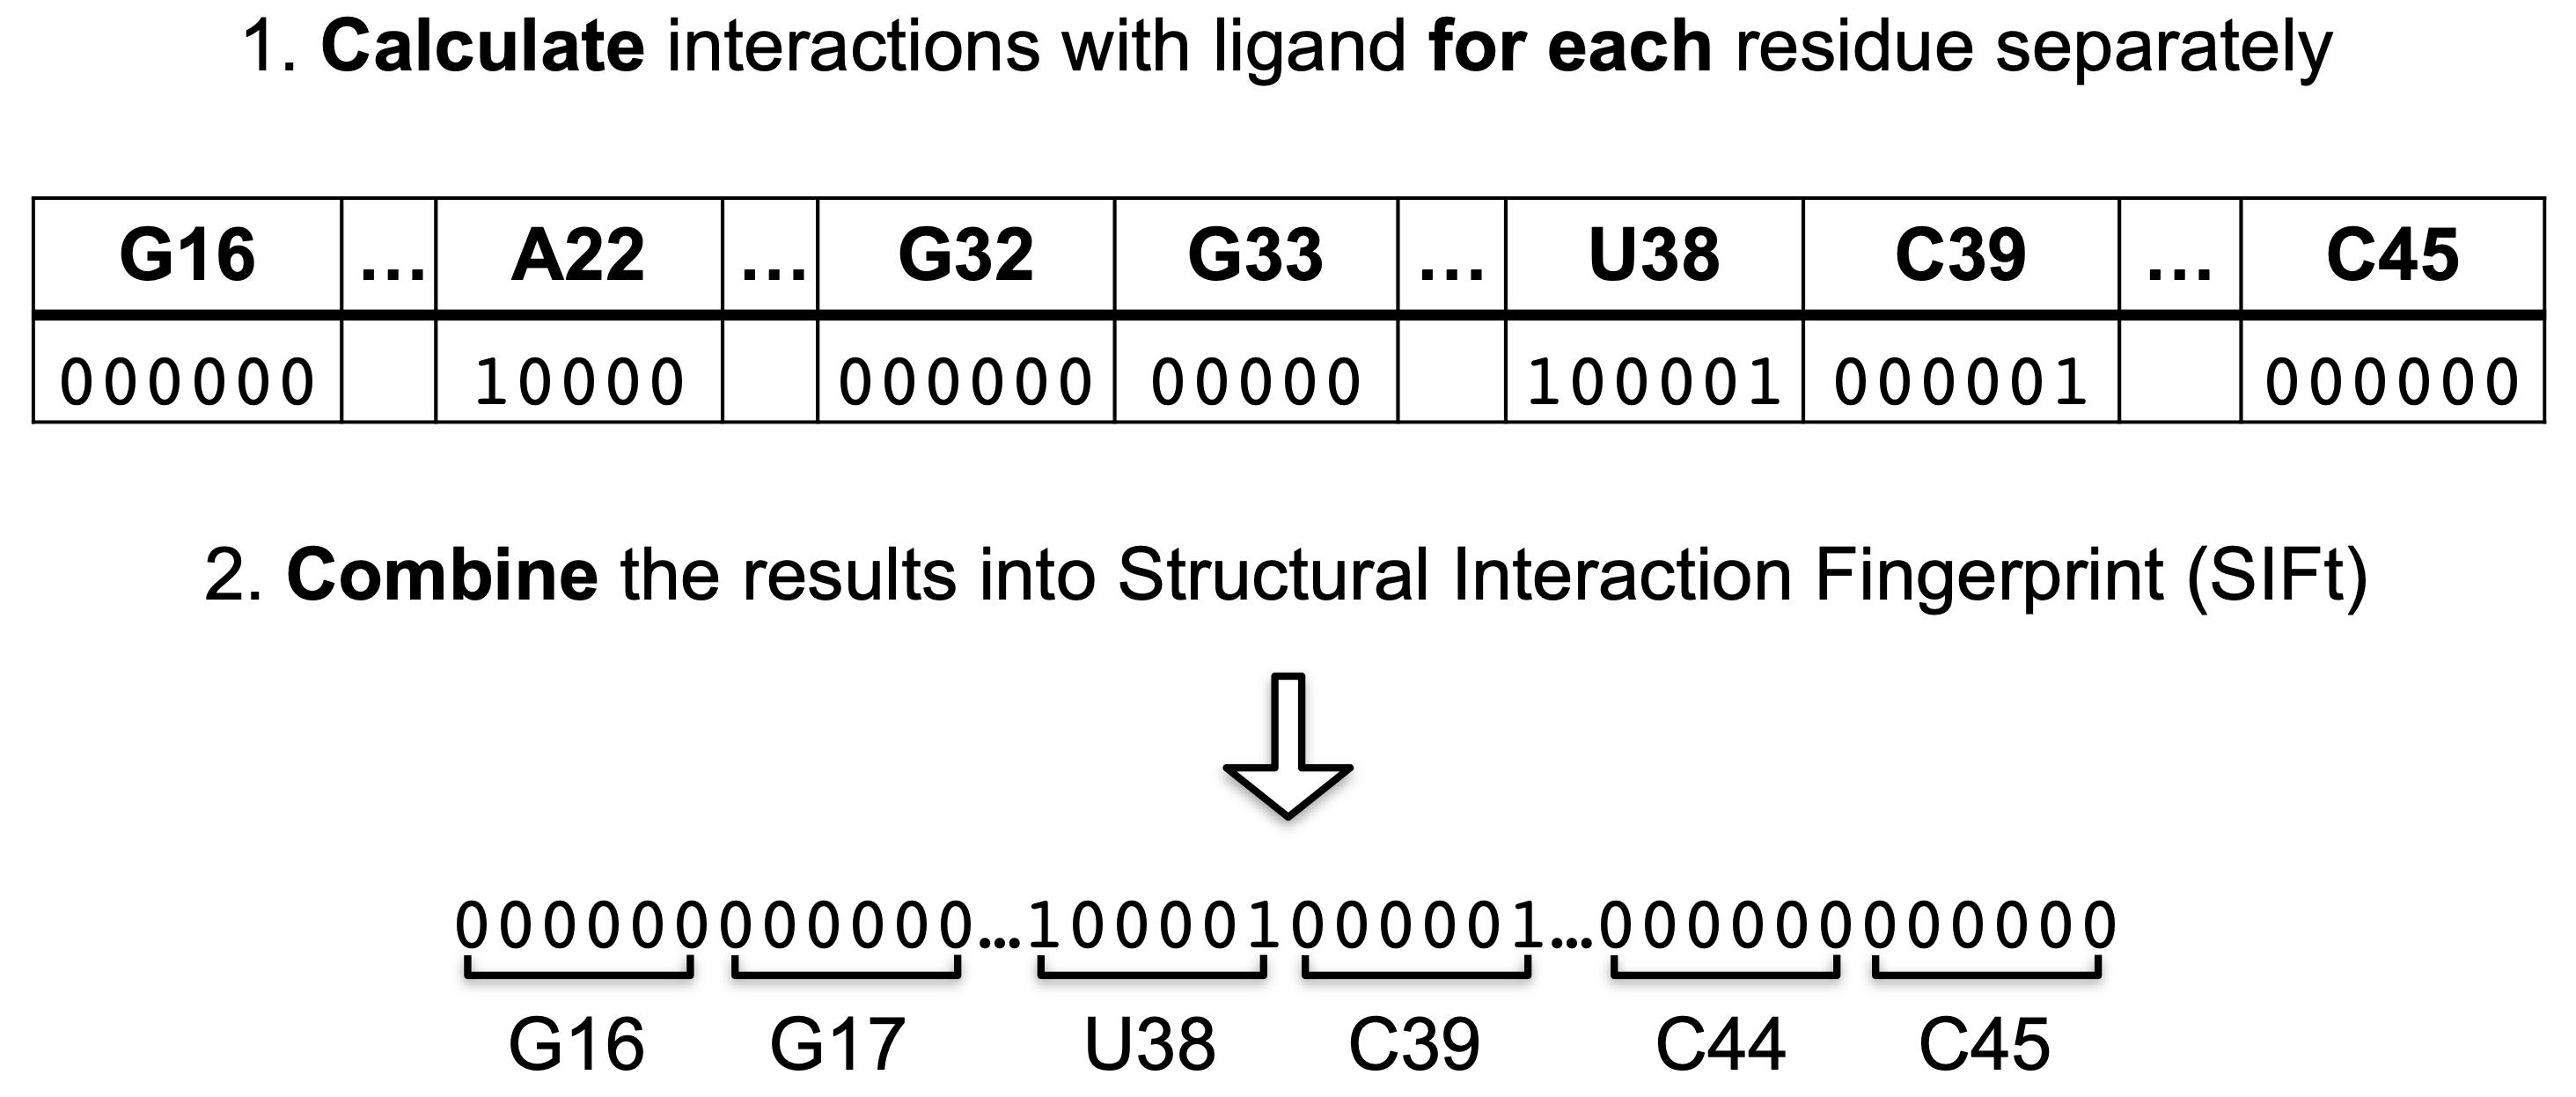 1. Calculate interactions with ligand for each residue separately
G16 ... A22 ... G32 G33 ... U38 C39 ... C45
000000 10000 000000 00000 100001 000001 000000
2. Combine the results into Structural Interaction Fingerprint (SIFt)
000000000000...100001000001...000000000000
G16 G17 U38 C39 C44 C45